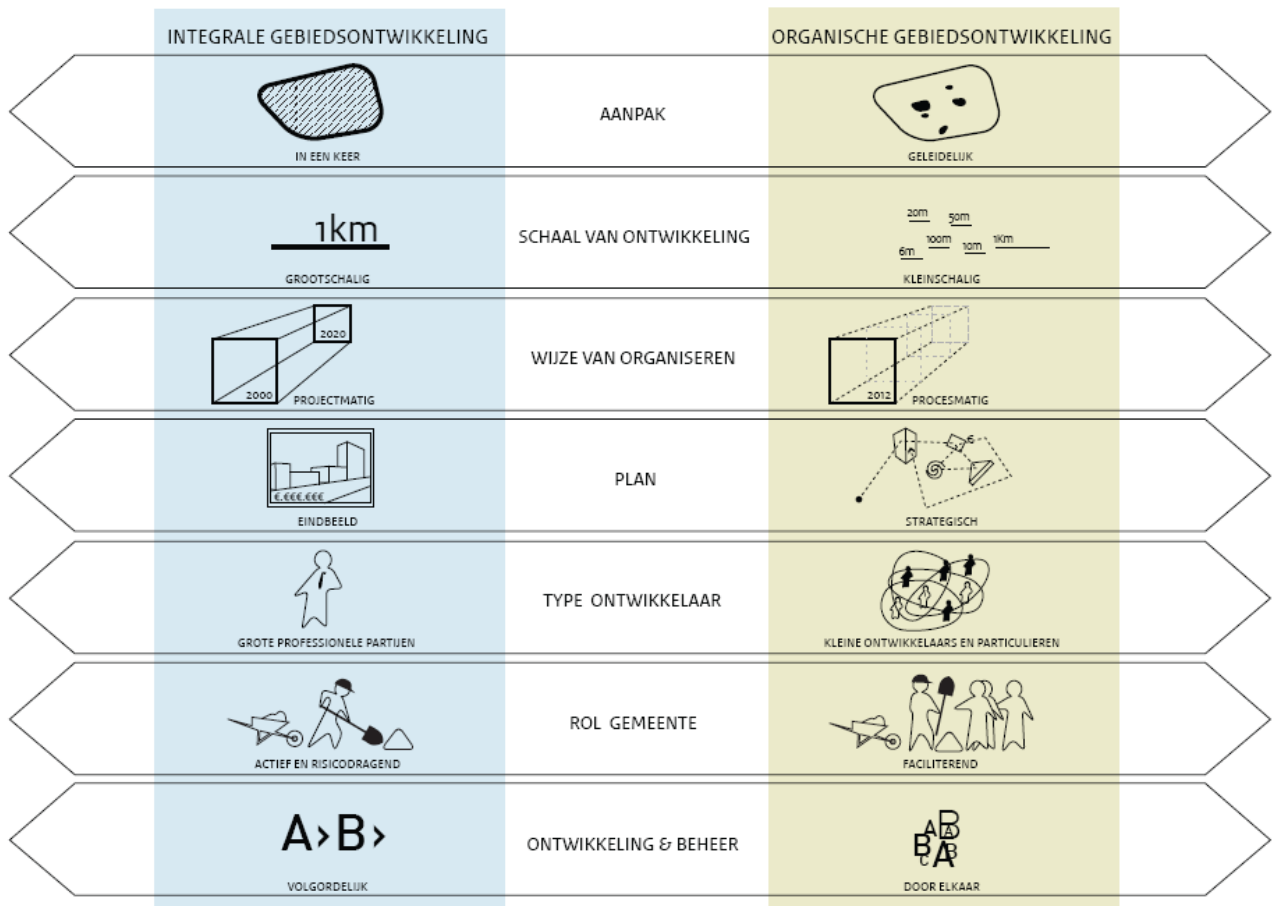 INTEGRALE GEBIEDSONTWIKKELING
ORGANISCHE GEBIEDSONTWIKKELING
AANPAK
IN EEN KEER
GELEIDELIJK
1km
SCHAAL VAN ONTWIKKELING
20m
50m
6m
100m
10m
1Km
GROOTSCHALIG
KLEINSCHALIG
2020
2000
WIJZE VAN ORGANISEREN
2012
PROJECTMATIG
PROCESMATIG
€.€€€.€€€
PLAN
EINDBEELD
STRATEGISCH
TYPE ONTWIKKELAAR
GROTE PROFESSIONELE PARTIJEN
KLEINE ONTWIKKELAARS EN PARTICULIEREN
ROL GEMEENTE
ACTIEF EN RISICODRAGEND
FACILITEREND
A›B›
ONTWIKKELING & BEHEER
A B A B C A B
VOLGORDELIJK
DOOR ELKAAR